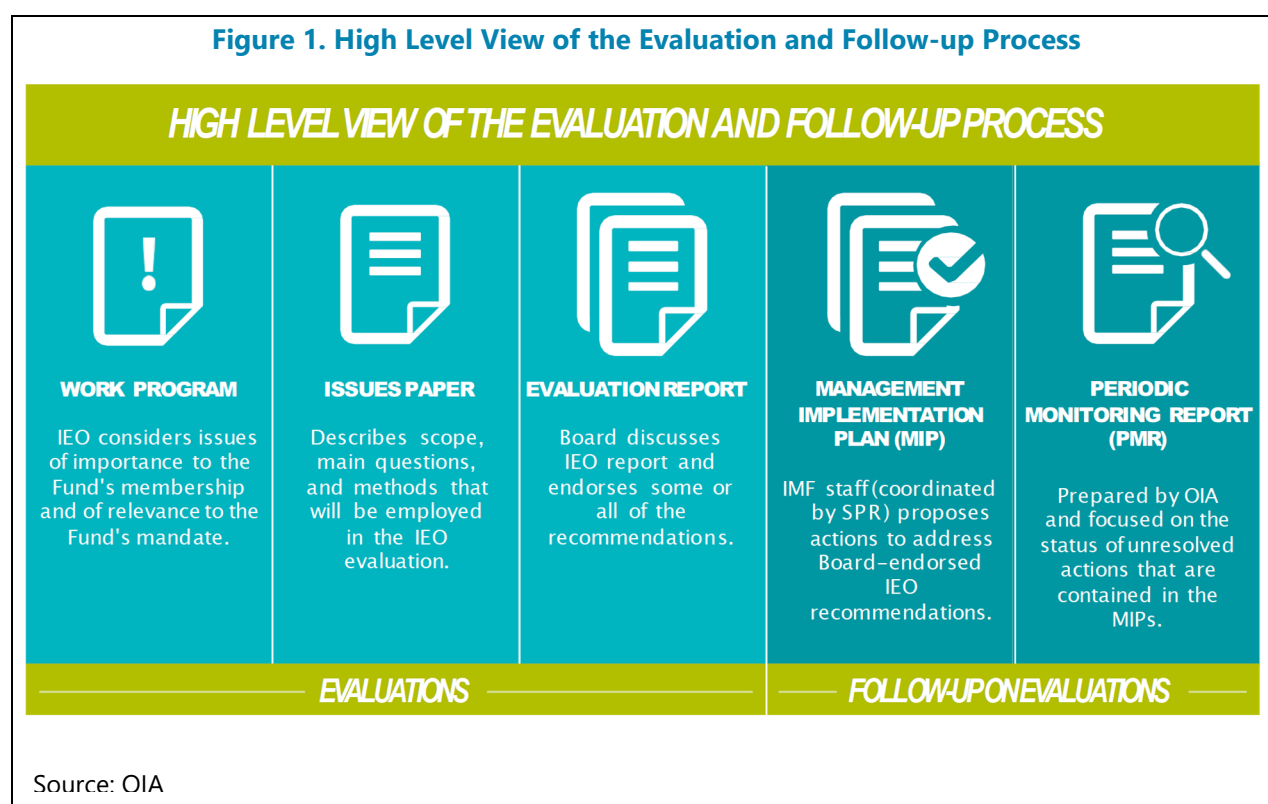 Figure 1. High Level View of the Evaluation and Follow-up Process
HIGH LEVEL VIEW OF THE EVALUATION AND FOLLOW-UP PROCESS
!
WORK PROGRAM
IEO considers issues
of importance to the
Fund's membership
and of relevance to the
Fund's mandate.
ISSUES PAPER
Describes scope,
main questions,
and methods that
will be employed
in the IEO
evaluation.
EVALUATION REPORT
Board discusses
IEO report and
endorses some or
all of the
recommendations.
MANAGEMENT
IMPLEMENTATION
PLAN (MIP)
IMF staff (coordinated
by SPR) proposes
actions to address
Board-endorsed
IEO
recommendations.
PERIODIC
MONITORING REPORT
(PMR)
Prepared by OIA
and focused on the
status of unresolved
actions that are
contained in the
MIPs.
EVALUATIONS
FOLLOW-UP ON EVALUATIONS
Source: OIA